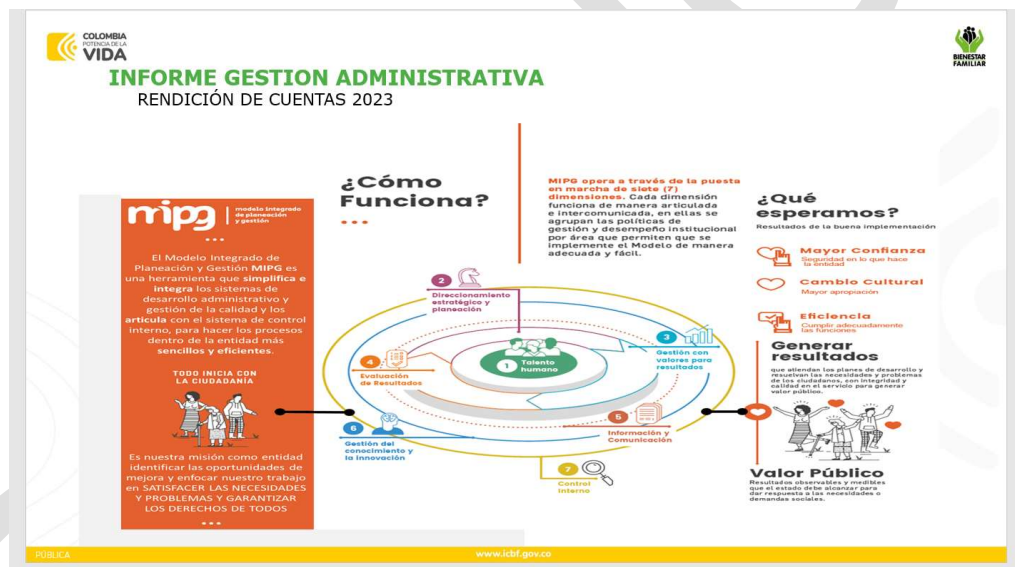 COLOMBIA
POTENCIA DE LA
VIDA
BIENESTAR
FAMILIAR
INFORME GESTION ADMINISTRATIVA
RENDICIÓN DE CUENTAS 2023
mipg
modelo integrado
de planeación
y gestión
El Modelo Integrado de
Planeación y Gestión MIPG es
una herramienta que simplifica e
integra los sistemas de
desarrollo administrativo y
gestión de la calidad y los
articula con el sistema de control
interno, para hacer los procesos
dentro de la entidad más
sencillos y eficientes.
TODO INICIA CON
LA CIUDADANÍA
Es nuestra misión como entidad
identificar las oportunidades de
mejora y enfocar nuestro trabajo
en SATISFACER LAS NECESIDADES
Y PROBLEMAS Y GARANTIZAR
LOS DERECHOS DE TODOS
¿Cómo
Funciona?
MIPG opera a través de la puesta
en marcha de siete (7)
dimensiones. Cada dimensión
funciona de manera articulada
e intercomunicada, en ellas se
agrupan las políticas de
gestión y desempeño institucional
por área que permiten que se
implemente el Modelo de manera
adecuada y fácil.
1
Talento
humano
2
Direccionamiento
estratégico y
planeación
3
Gestión con
valores para
resultados
4
Evaluación
de Resultados
5
Información y
Comunicación
6
Gestión del
conocimiento y
la innovación
7
Control
Interno
¿Qué
esperamos?
Resultados de la buena implementación
Mayor Confianza
Seguridad en lo que hace
la entidad
Cambio Cultural
Mayor apropiación
Eficiencia
Cumplir adecuadamente
las funciones
Generar
resultados
que atiendan los planes de desarrollo y
resuelvan las necesidades y problemas
de los ciudadanos, con integridad y
calidad en el servicio para generar
valor público.
Valor Público
Resultados observables y medibles
que el estado debe alcanzar para
dar respuesta a las necesidades o
demandas sociales.
PÚBLICA
www.icbf.gov.co